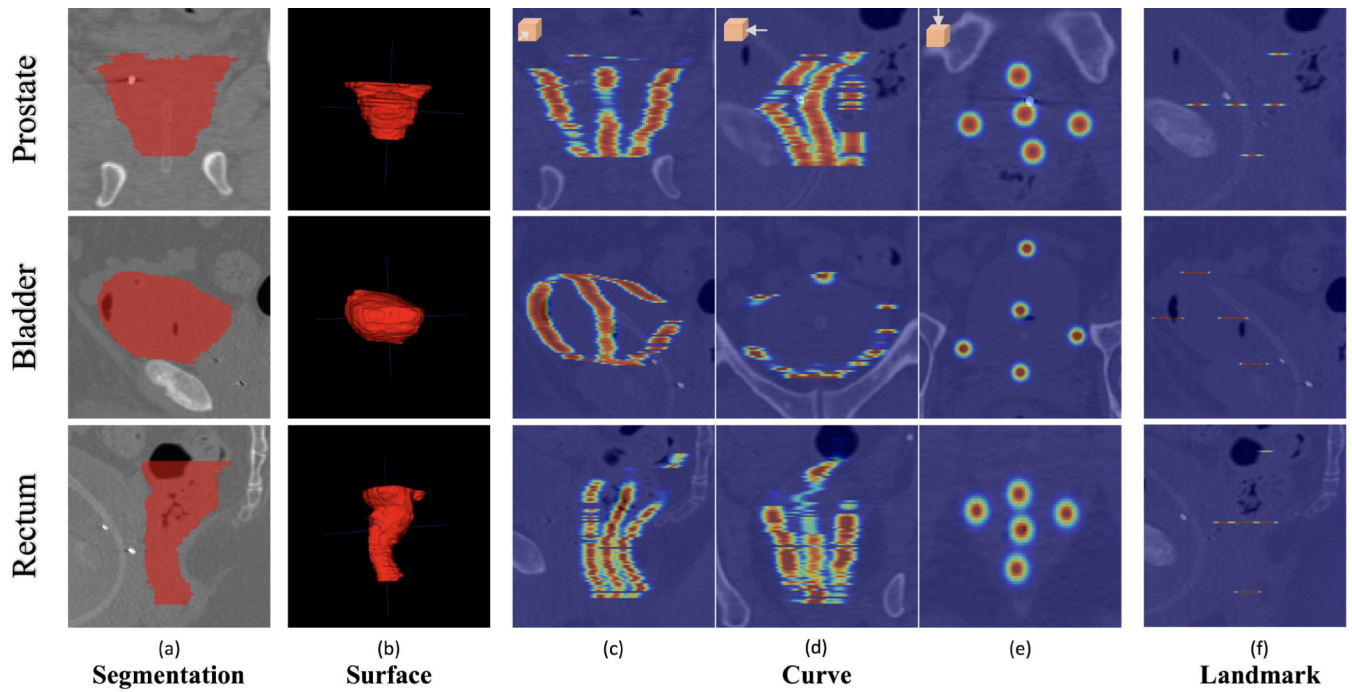 Prostate
Bladder
Rectum
(a) (b) (c) (d) (e) (f)
Segmentation Surface Curve Landmark